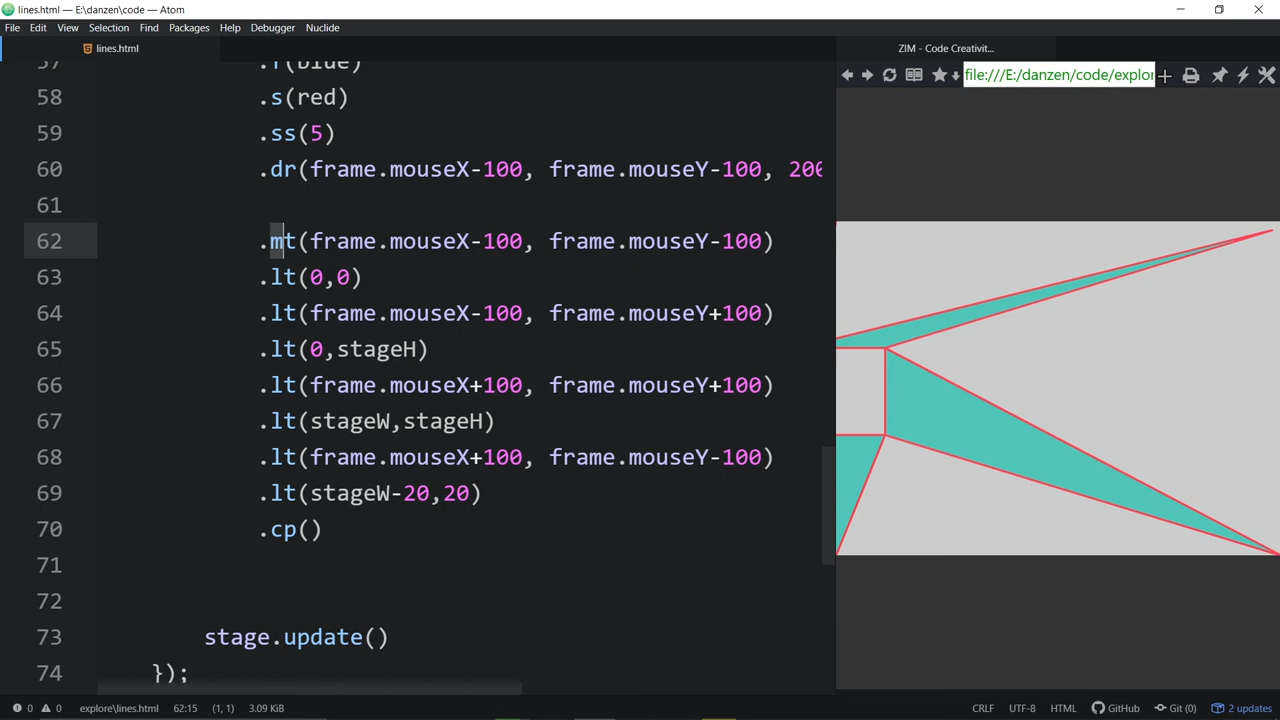 lines.html — E:\danzen\code — Atom
File Edit View Selection Find Packages Help Debugger Nuclide
lines.html
ZIM - Code Creativit...
file:///E:/danzen/code/explor
57 .f(blue)
58 .s(red)
59 .ss(5)
60 .dr(frame.mouseX-100, frame.mouseY-100, 200
61
62 .mt(frame.mouseX-100, frame.mouseY-100)
63 .lt(0,0)
64 .lt(frame.mouseX-100, frame.mouseY+100)
65 .lt(0,stageH)
66 .lt(frame.mouseX+100, frame.mouseY+100)
67 .lt(stageW,stageH)
68 .lt(frame.mouseX+100, frame.mouseY-100)
69 .lt(stageW-20,20)
70 .cp()
71
72
73 stage.update()
74 });
0 0 explore\lines.html 62:15 (1, 1) 3.09 KiB CRLF UTF-8 HTML GitHub Git (0) 2 updates